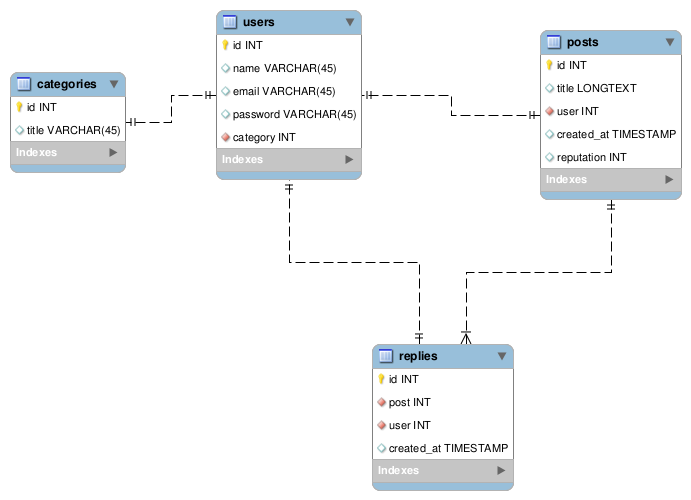 categories
id INT
title VARCHAR(45)
Indexes
users
id INT
name VARCHAR(45)
email VARCHAR(45)
password VARCHAR(45)
category INT
Indexes
posts
id INT
title LONGTEXT
user INT
created_at TIMESTAMP
reputation INT
Indexes
replies
id INT
post INT
user INT
created_at TIMESTAMP
Indexes